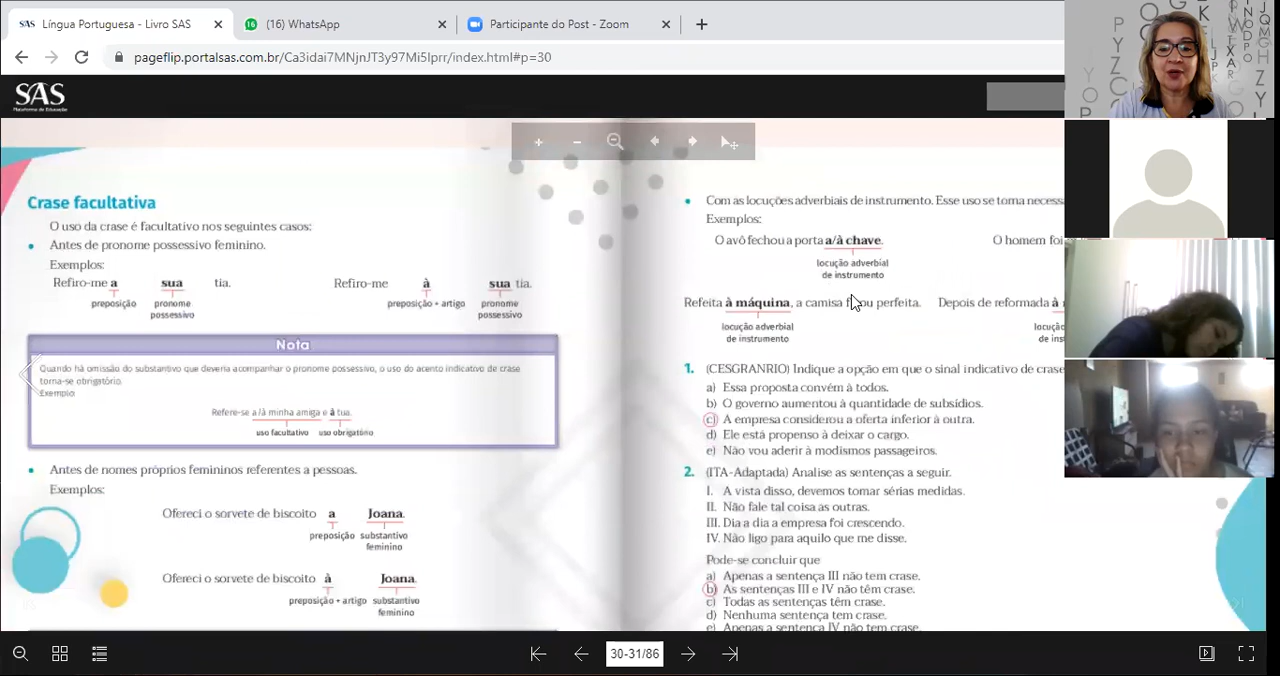 Língua Portuguesa - Livro SAS
(16) WhatsApp
Participante do Post - Zoom
pageflip.portalsas.com.br/Ca3idai7MNjnJT3y97Mi5lprr/index.html#p=30
SAS
Plataforma de Educação
Crase facultativa
O uso da crase é facultativo nos seguintes casos:
Antes de pronome possessivo feminino.
Exemplos:
Refiro-me a sua tia. Refiro-me à sua tia.
preposição pronome possessivo preposição + artigo pronome possessivo
Nota
Quando há omissão do substantivo que deveria acompanhar o pronome possessivo, o uso do acento indicativo de crase
torna-se obrigatório.
Exemplo:
Refere-se a/à minha amiga e à tua.
uso facultativo uso obrigatório
Antes de nomes próprios femininos referentes a pessoas.
Exemplos:
Ofereci o sorvete de biscoito a Joana.
preposição substantivo
feminino
Ofereci o sorvete de biscoito à Joana.
preposição + artigo substantivo
feminino
Com as locuções adverbiais de instrumento. Esse uso se torna
Exemplos:
O avô fechou a porta a/à chave. O homem foi
locução adverbial
de instrumento
Refeita à máquina, a camisa ficou perfeita. Depois de reformada à
locução adverbial
de instrumento
1. (CESGRANRIO) Indique a opção em que o sinal indicativo de crase
a) Essa proposta convém à todos.
b) O governo aumentou à quantidade de subsídios.
c) A empresa considerou a oferta inferior à outra.
d) Ele está propenso à deixar o cargo.
e) Não vou aderir à modismos passageiros.
2. (ITA-Adaptada) Analise as sentenças a seguir.
I. A vista disso, devemos tomar sérias medidas.
II. Não fale tal coisa as outras.
III. Dia a dia a empresa foi crescendo.
IV. Não ligo para aquilo que me disse.
Pode-se concluir que
a) Apenas a sentença III não tem crase.
b) As sentenças III e IV não têm crase.
c) Todas as sentenças têm crase.
d) Nenhuma sentença tem crase.
e) Apenas a sentença IV não tem crase.
30-31/86